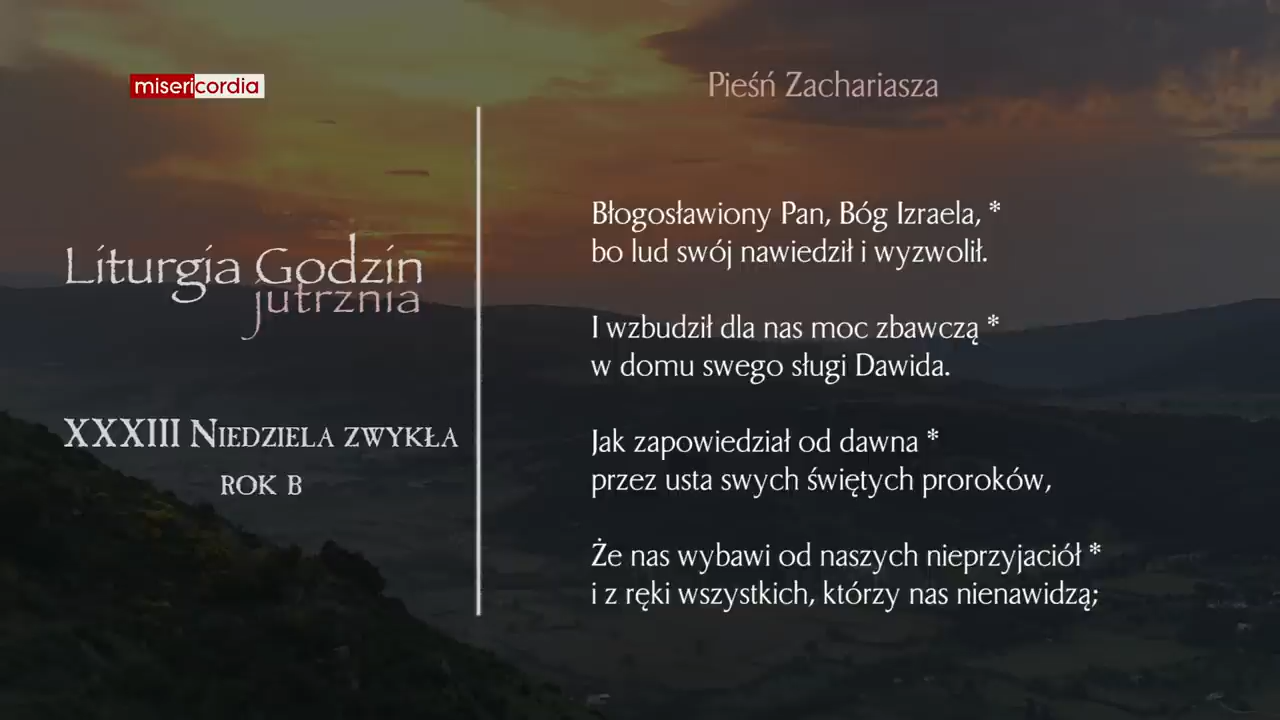 misericordia
Liturgia Godzin
jutrznia
XXXIII Niedziela zwykła
rok B
Pieśń Zachariasza
Błogosławiony Pan, Bóg Izraela, *
bo lud swój nawiedził i wyzwolił.
I wzbudził dla nas moc zbawczą *
w domu swego sługi Dawida.
Jak zapowiedział od dawna *
przez usta swych świętych proroków,
Że nas wybawi od naszych nieprzyjaciół *
i z ręki wszystkich, którzy nas nienawidzą;